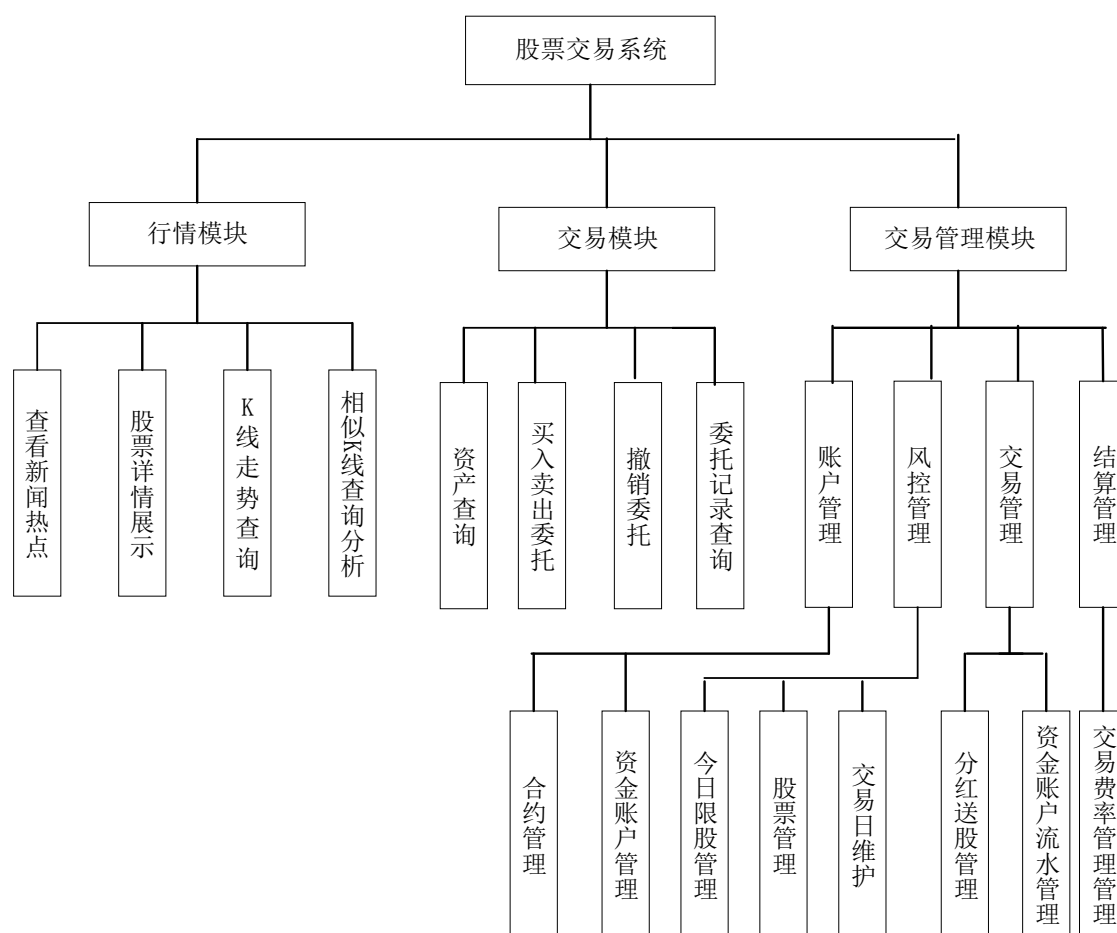 股票交易系统
行情模块
交易模块
交易管理模块
查看新闻热点
股票详情展示
K线走势查询
相似K线查询分析
资产查询
买入卖出委托
撤销委托
委托记录查询
账户管理
风控管理
交易管理
结算管理
合约管理
资金账户管理
今日限股管理
股票管理
交易日维护
分红送股管理
资金账户流水管理
交易费率管理管理